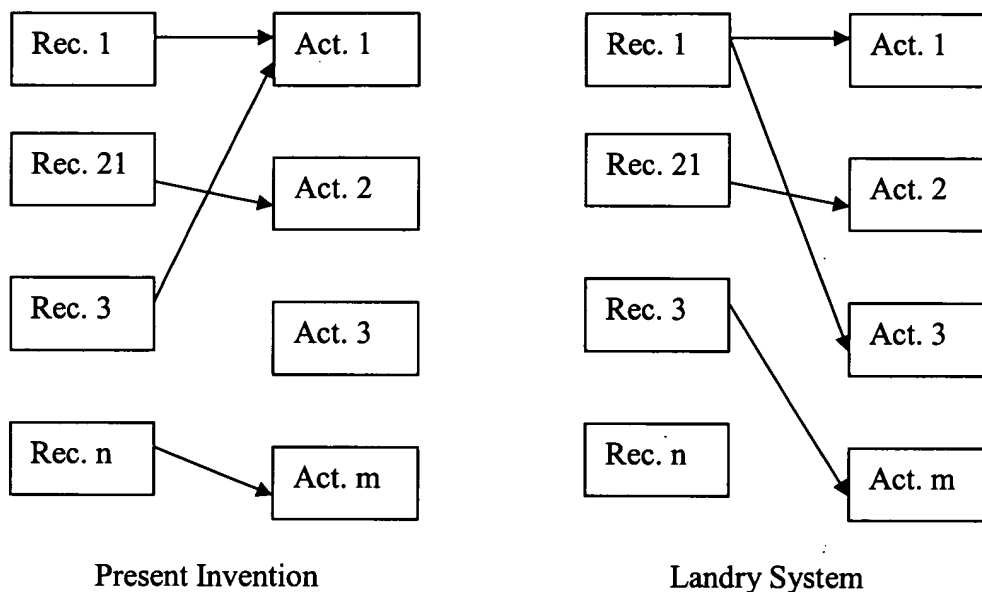 Rec. 1
Act. 1
Rec. 21
Act. 2
Rec. 3
Act. 3
Rec. n
Act. m
Present Invention
Rec. 1
Act. 1
Rec. 21
Act. 2
Rec. 3
Act. 3
Rec. n
Act. m
Landry System